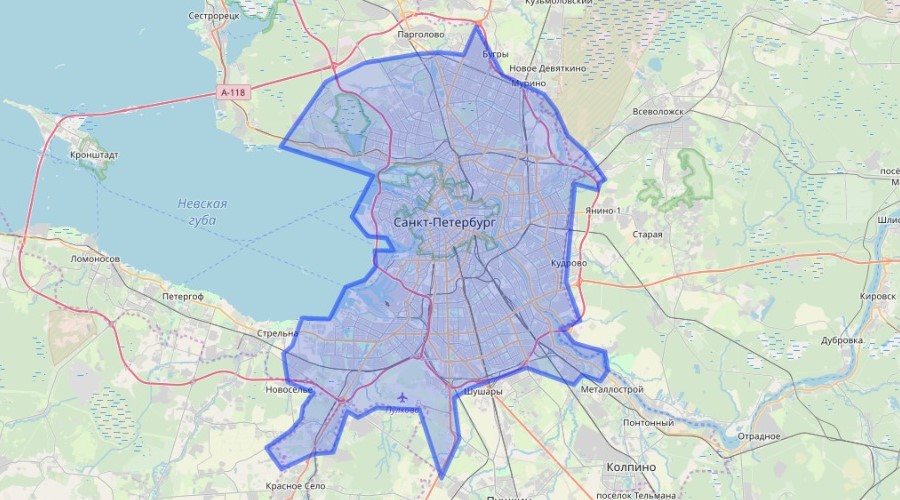 Кузьмоловский
Сестрорецк
Парголово
Бугры
Новое Девяткино
Мурино
А-118
Всеволожск
Кронштадт
Невская
губа
Янино-1
Санкт-Петербург
Старая
Ломоносов
Кудрово
Петергоф
Кировск
Стрельна
Дубровка
Новоселье
Шушары
Металлострой
Пулково
Понтонный
Отрадное
Колпино
Красное Село
посёлок Тельмана